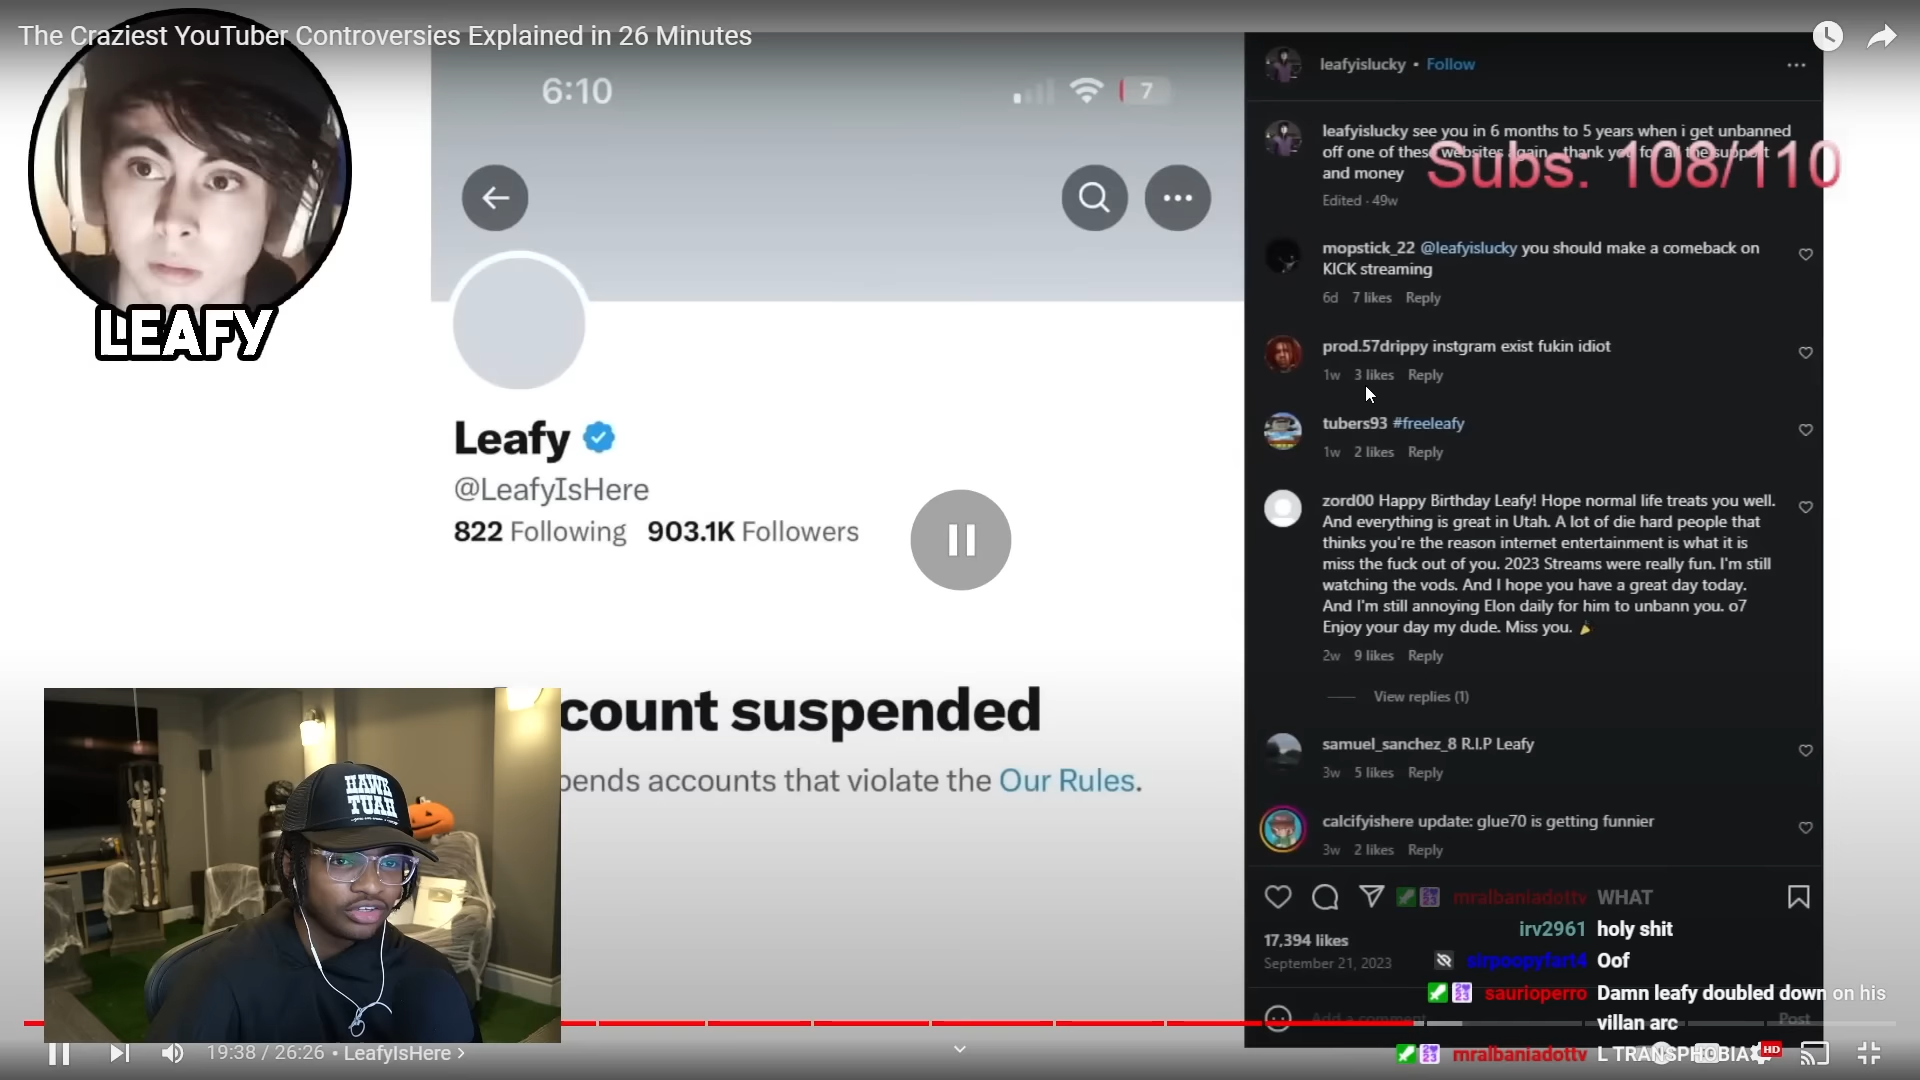 The Craziest YouTuber Controversies Explained in 26 Minutes
LEAFY
6:10
7
Leafy
@LeafyIsHere
822 Following 903.1K Followers
count suspended
pends accounts that violate the Our Rules.
leafyislucky • Follow
leafyislucky see you in 6 months to 5 years when i get unbanned
off one of these websites again thank you for all the support
and money
Edited · 49w
Subs: 108/110
mopstick_22 @leafyislucky you should make a comeback on
KICK streaming
6d 7 likes Reply
prod.57drippy instgram exist fukin idiot
1w 3 likes Reply
tubers93 #freeleafy
1w 2 likes Reply
zord00 Happy Birthday Leafy! Hope normal life treats you well.
And everything is great in Utah. A lot of die hard people that
thinks you're the reason internet entertainment is what it is
miss the fuck out of you. 2023 Streams were really fun. I'm still
watching the vods. And I hope you have a great day today.
And I'm still annoying Elon daily for him to unbann you. o7
Enjoy your day my dude. Miss you.
2w 9 likes Reply
View replies (1)
samuel_sanchez_8 R.I.P Leafy
3w 5 likes Reply
calcifyishere update: glue70 is getting funnier
3w 2 likes Reply
17,394 likes
September 21, 2023
Add a comment
Post
mralbaniadottv WHAT
irv2961 holy shit
sirpoopyfart4 Oof
saurioperro Damn leafy doubled down on his
villan arc
mralbaniadottv L TRANSPHOBIA
HAWK
TUAH
19:38 / 26:26 • LeafyIsHere >
HD